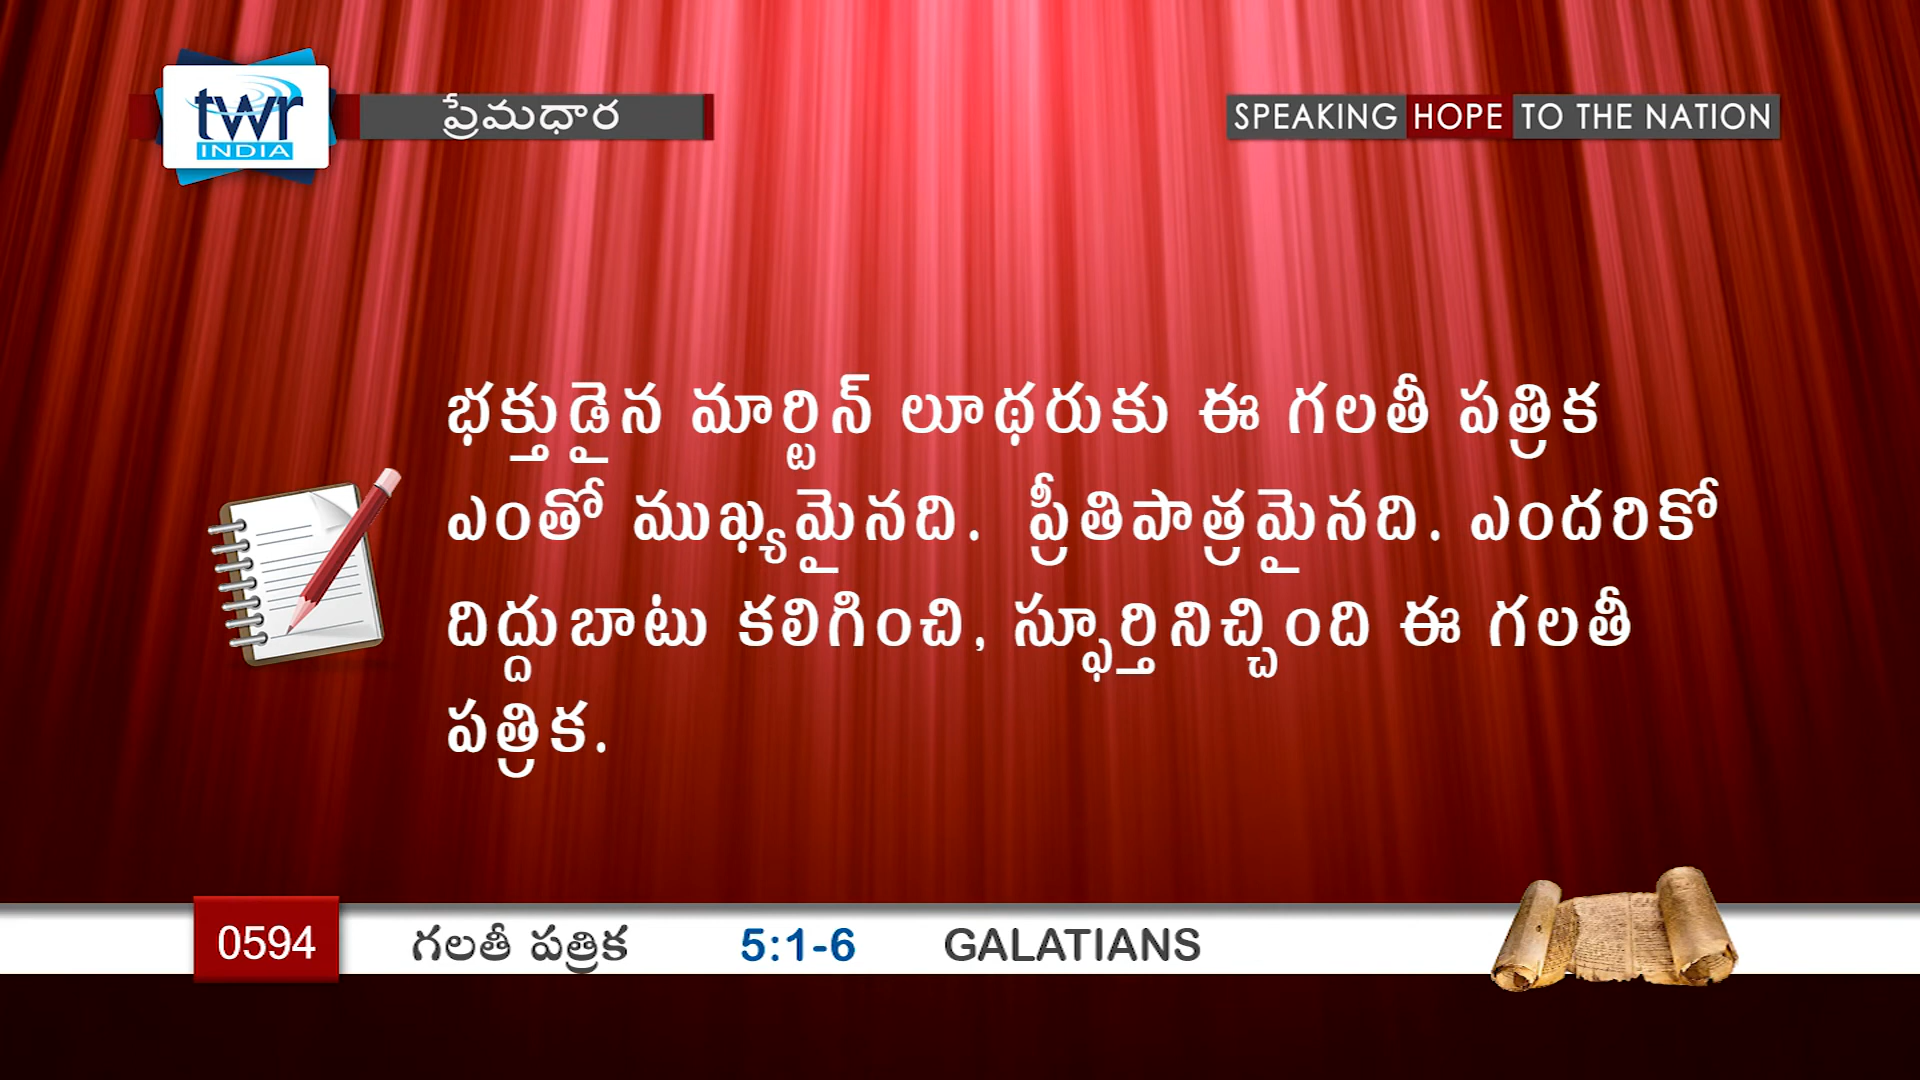 twr
INDIA
ప్రేమధార
SPEAKING HOPE TO THE NATION
భక్తుడైన మార్టిన్ లూథరుకు ఈ గలతీ పత్రిక
ఎంతో ముఖ్యమైనది. ప్రీతిపాత్రమైనది. ఎందరికో
దిద్దుబాటు కలిగించి, స్ఫూర్తినిచ్చింది ఈ గలతీ
పత్రిక.
0594 గలతీ పత్రిక 5:1-6 GALATIANS